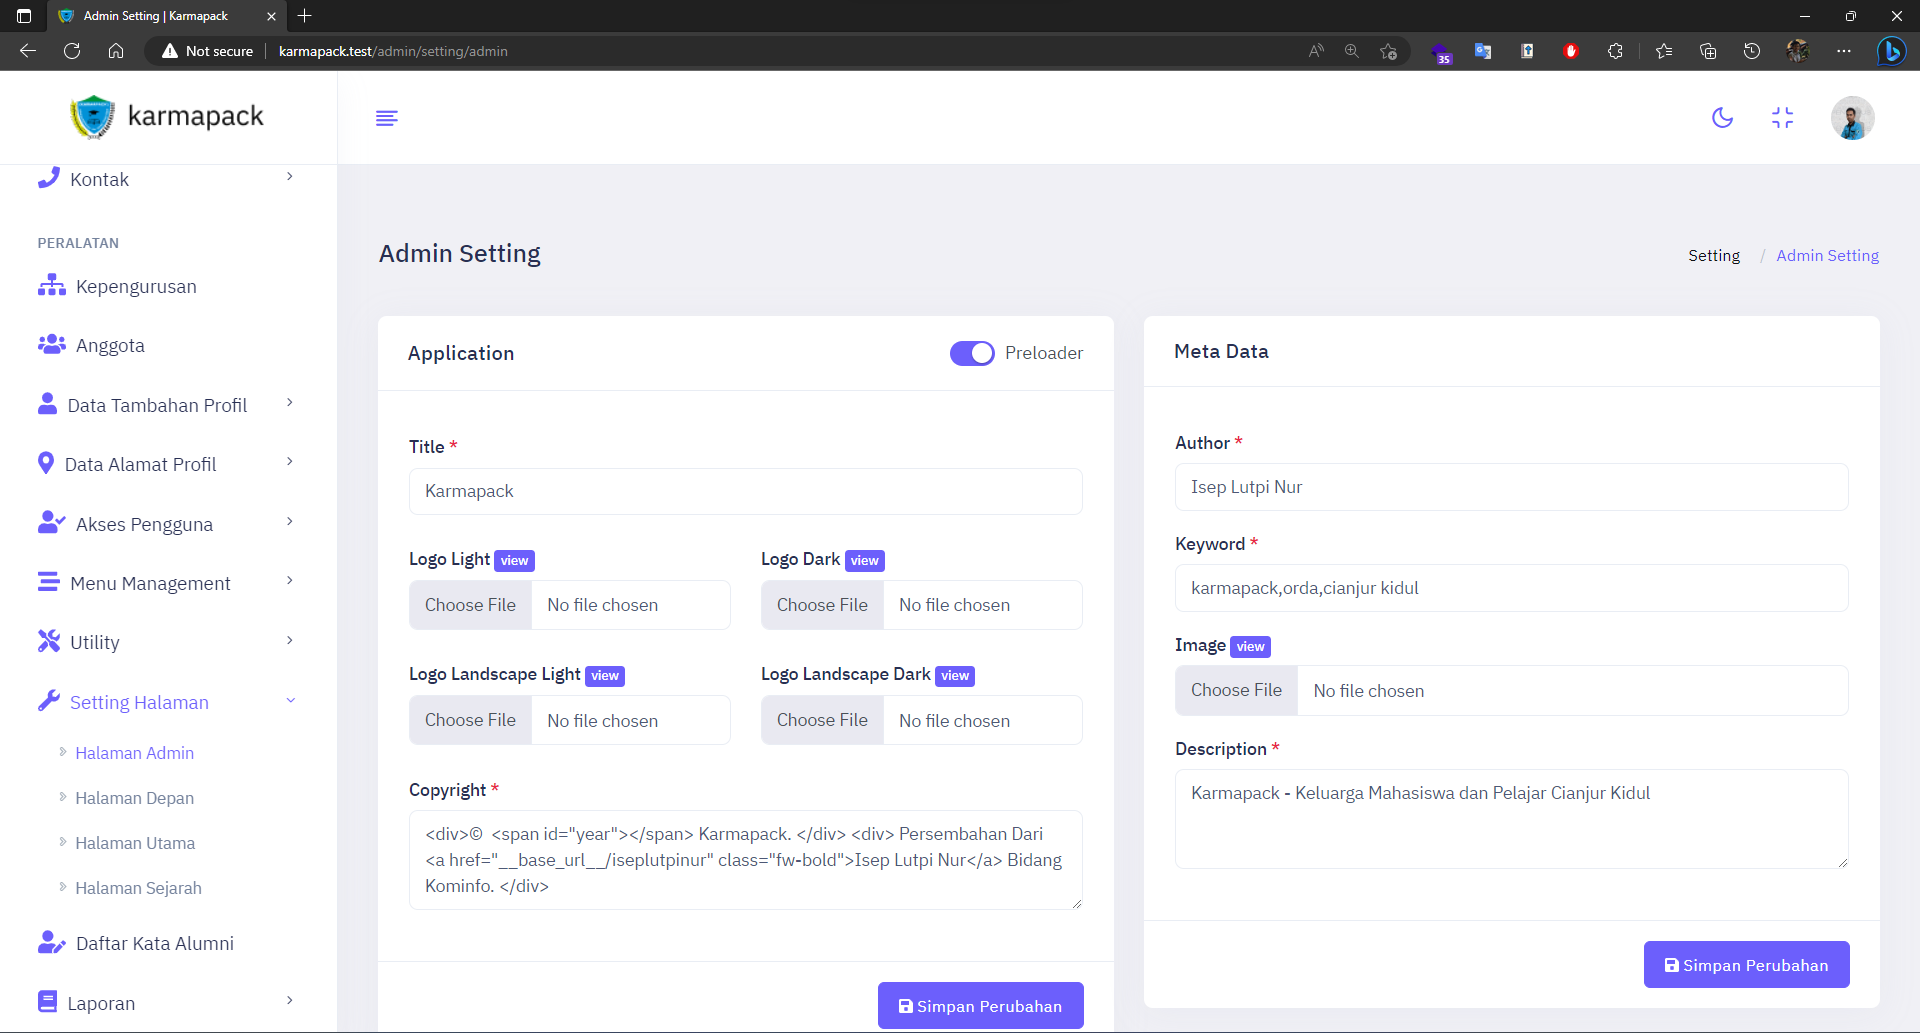 Admin Setting | Karmapack
Not secure
karmapack.test/admin/setting/admin
35
karmapack
Kontak
PERALATAN
Kepengurusan
Anggota
Data Tambahan Profil
Data Alamat Profil
Akses Pengguna
Menu Management
Utility
Setting Halaman
Halaman Admin
Halaman Depan
Halaman Utama
Halaman Sejarah
Daftar Kata Alumni
Laporan
Admin Setting
Setting / Admin Setting
Application
Preloader
Title *
Karmapack
Logo Light view
Choose File No file chosen
Logo Dark view
Choose File No file chosen
Logo Landscape Light view
Choose File No file chosen
Logo Landscape Dark view
Choose File No file chosen
Copyright *
<div>© <span id="year"></span> Karmapack. </div> <div> Persembahan Dari
<a href="__base_url__/iseplutpinur" class="fw-bold">Isep Lutpi Nur</a> Bidang
Kominfo. </div>
Simpan Perubahan
Meta Data
Author *
Isep Lutpi Nur
Keyword *
karmapack,orda,cianjur kidul
Image view
Choose File No file chosen
Description *
Karmapack - Keluarga Mahasiswa dan Pelajar Cianjur Kidul
Simpan Perubahan